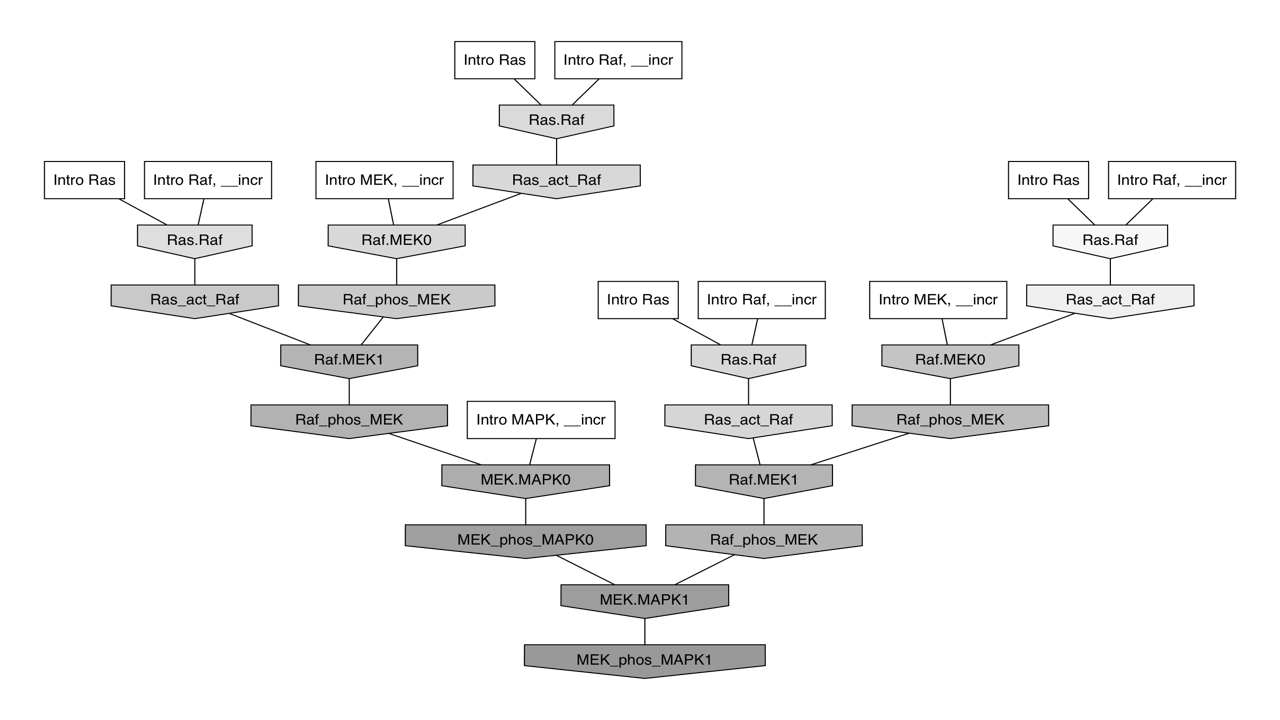 Intro Ras
Intro Raf, __incr
Ras.Raf
Intro Ras
Intro Raf, __incr
Intro MEK, __incr
Ras_act_Raf
Intro Ras
Intro Raf, __incr
Ras.Raf
Raf.MEK0
Ras.Raf
Ras_act_Raf
Raf_phos_MEK
Intro Ras
Intro Raf, __incr
Intro MEK, __incr
Ras_act_Raf
Raf.MEK1
Ras.Raf
Raf.MEK0
Raf_phos_MEK
Intro MAPK, __incr
Ras_act_Raf
Raf_phos_MEK
MEK.MAPK0
Raf.MEK1
MEK_phos_MAPK0
Raf_phos_MEK
MEK.MAPK1
MEK_phos_MAPK1